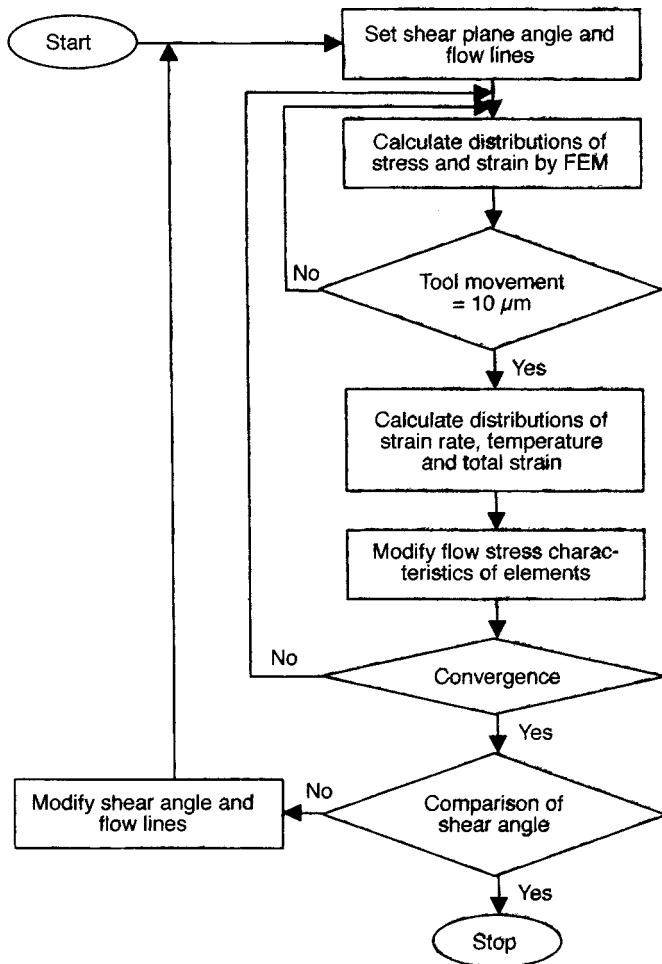 Start
Set shear plane angle and
flow lines
Calculate distributions of
stress and strain by FEM
No
Tool movement
= 10 µm
Yes
Calculate distributions of
strain rate, temperature
and total strain
Modify flow stress charac-
teristics of elements
No
Convergence
Yes
Modify shear angle and
flow lines
No
Comparison of
shear angle
Yes
Stop